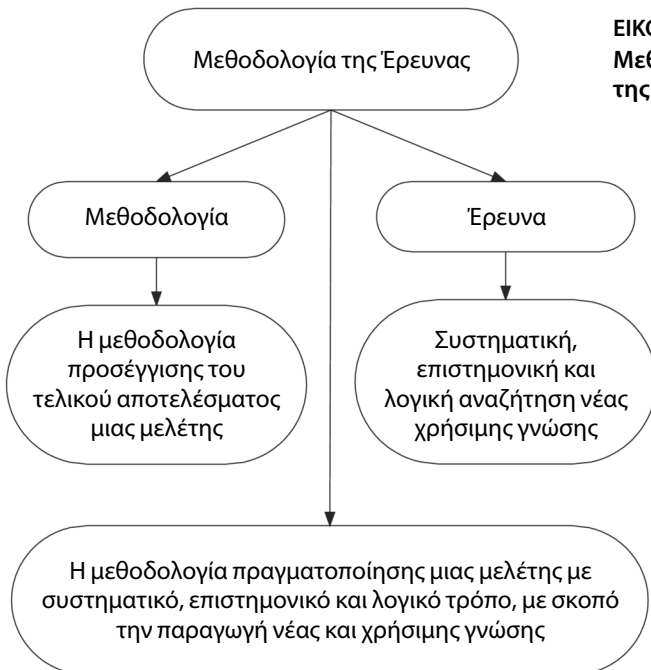 Μεθοδολογία της Έρευνας
Μεθοδολογία
Έρευνα
Η μεθοδολογία
προσέγγισης του
τελικού αποτελέσματος
μιας μελέτης
Συστηματική,
επιστημονική και
λογική αναζήτηση νέας
χρήσιμης γνώσης
Η μεθοδολογία πραγματοποίησης μιας μελέτης με
συστηματικό, επιστημονικό και λογικό τρόπο, με σκοπό
την παραγωγή νέας και χρήσιμης γνώσης
της